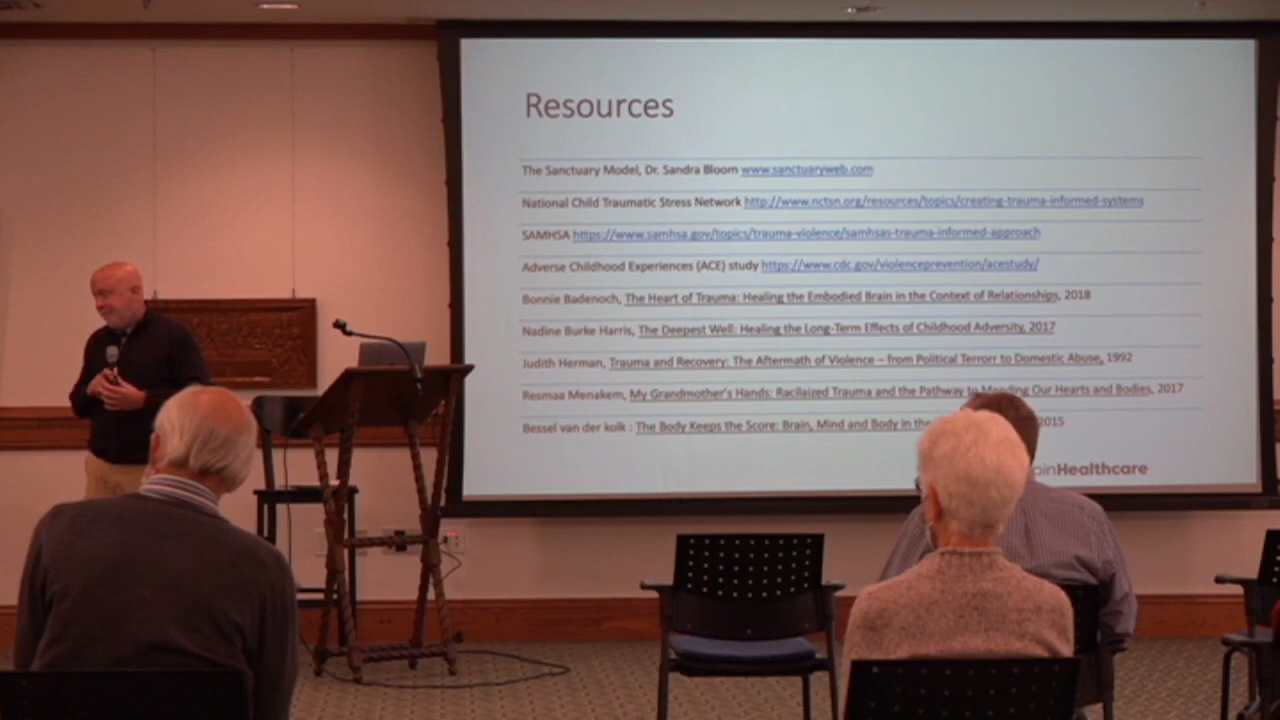 Resources
The Sanctuary Model, Dr. Sandra Bloom www.sanctuaryweb.com
National Child Traumatic Stress Network http://www.nctsn.org/resources/topics/creating-trauma-informed-systems
SAMHSA https://www.samhsa.gov/topics/trauma-violence/samhsas-trauma-informed-approach
Adverse Childhood Experiences (ACE) study https://www.cdc.gov/violenceprevention/acestudy/
Bonnie Badenoch, The Heart of Trauma: Healing the Embodied Brain in the Context of Relationships, 2018
Nadine Burke Harris, The Deepest Well: Healing the Long-Term Effects of Childhood Adversity, 2017
Judith Herman, Trauma and Recovery: The Aftermath of Violence – from Political Terrorr to Domestic Abuse, 1992
Resmaa Menakem, My Grandmother's Hands: Racilaized Trauma and the Pathway to Mending Our Hearts and Bodies, 2017
Bessel van der kolk : The Body Keeps the Score: Brain, Mind and Body in the 2015
Healthcare